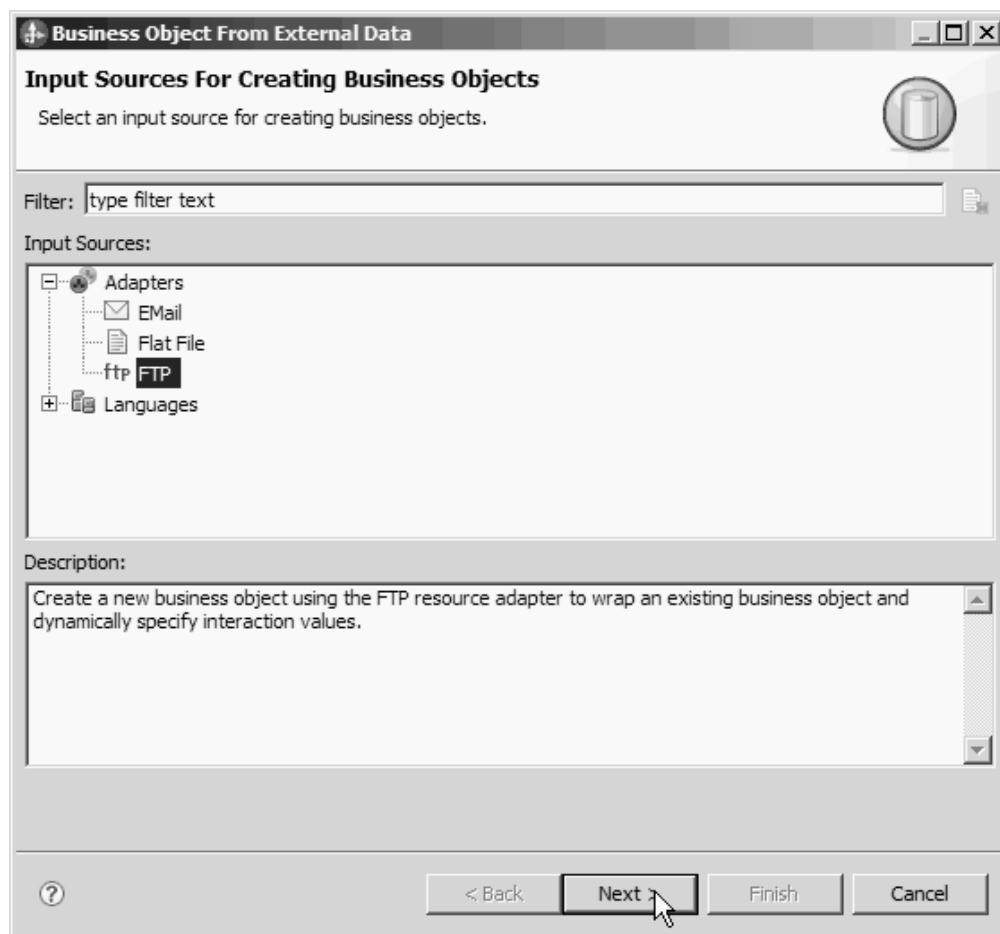 Business Object From External Data
Input Sources For Creating Business Objects
Select an input source for creating business objects.
Filter: type filter text
Input Sources:
Adapters
EMail
Flat File
ftp FTP
Languages
Description:
Create a new business object using the FTP resource adapter to wrap an existing business object and
dynamically specify interaction values.
< Back Next > Finish Cancel